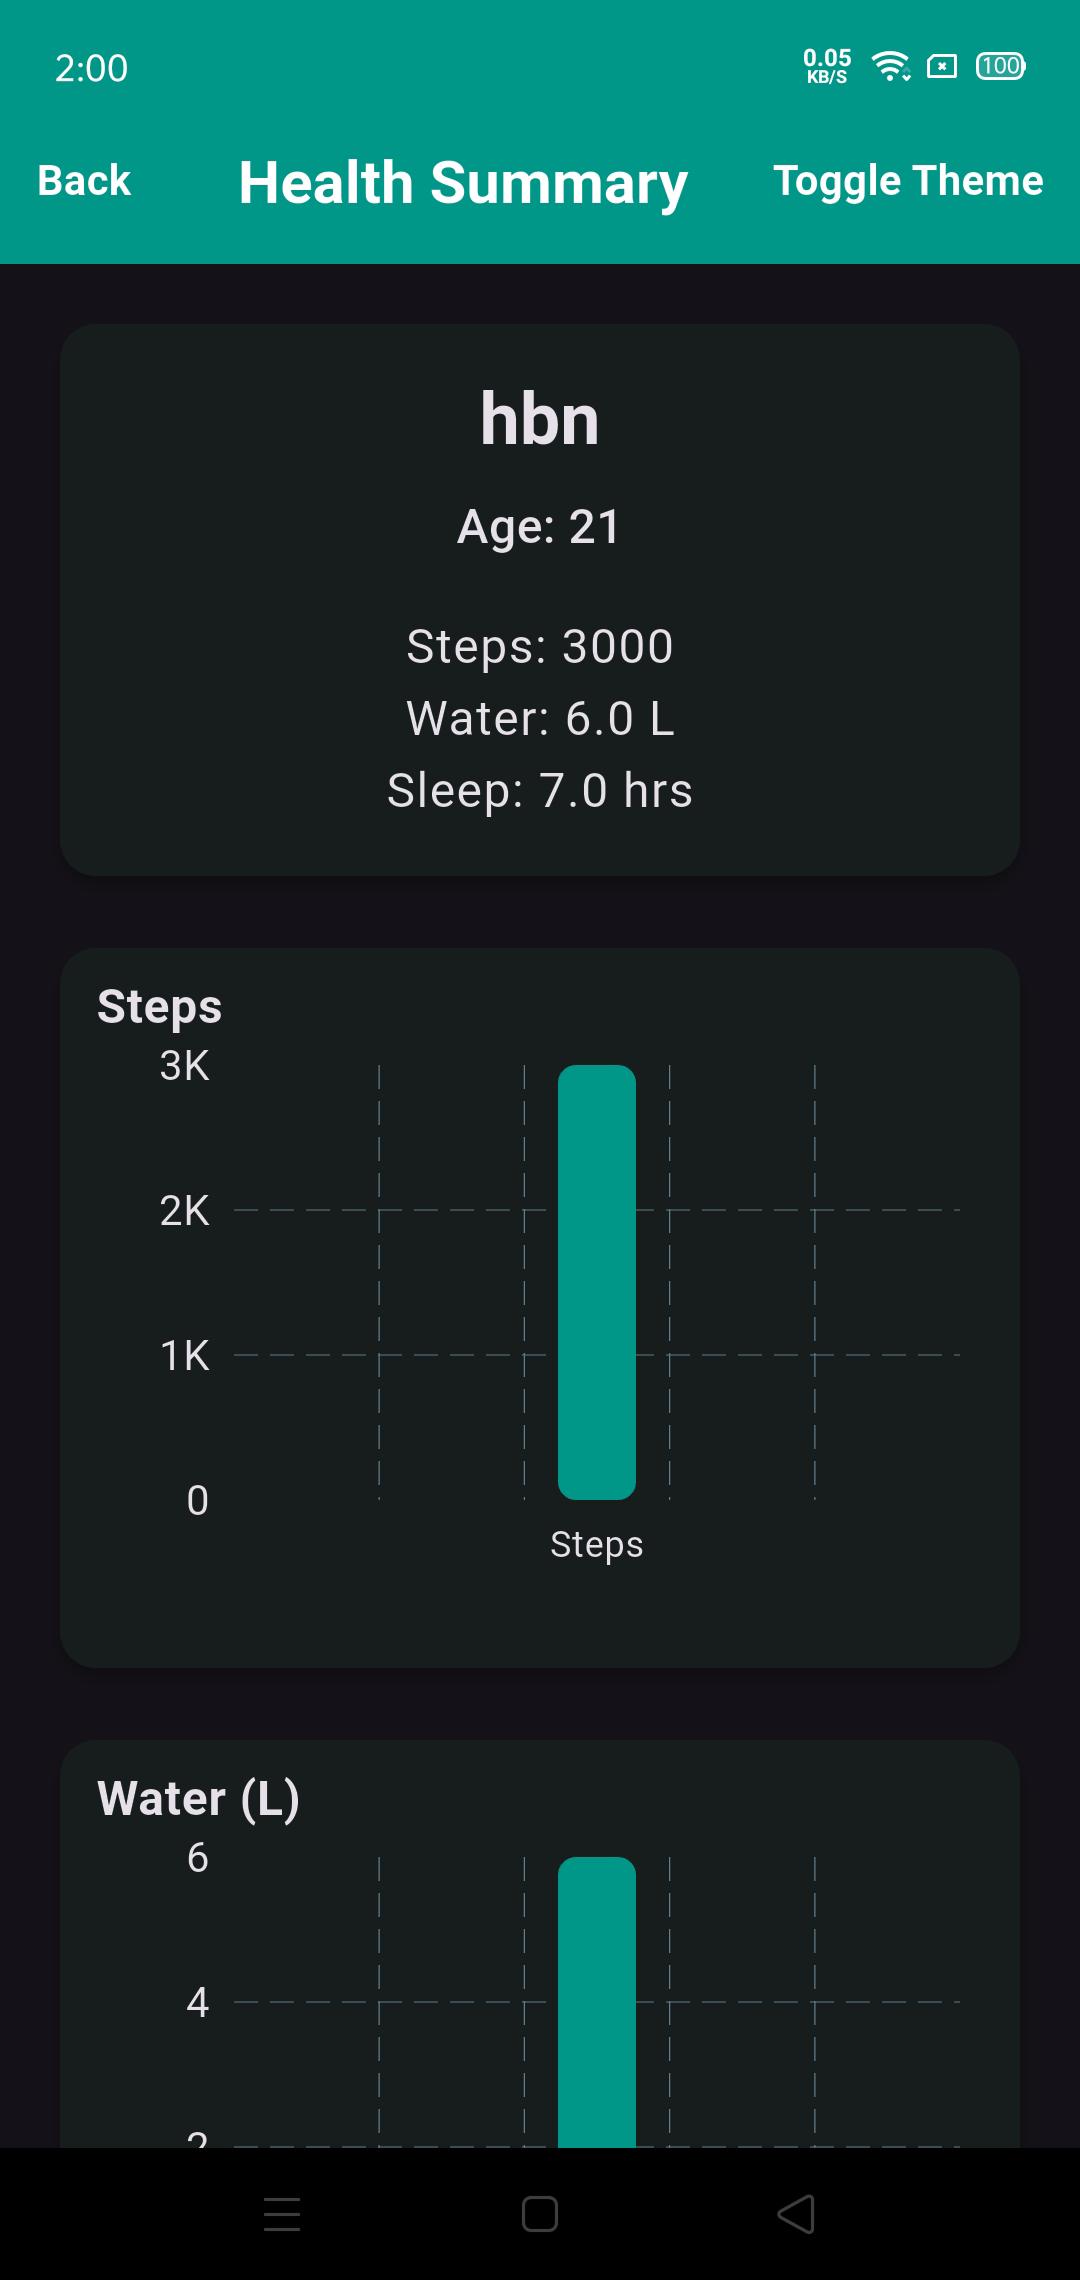 2:00
0.05
KB/S
100
Back Health Summary Toggle Theme
hbn
Age: 21
Steps: 3000
Water: 6.0 L
Sleep: 7.0 hrs
Steps
3K
2K
1K
0
Steps
Water (L)
6
4
2